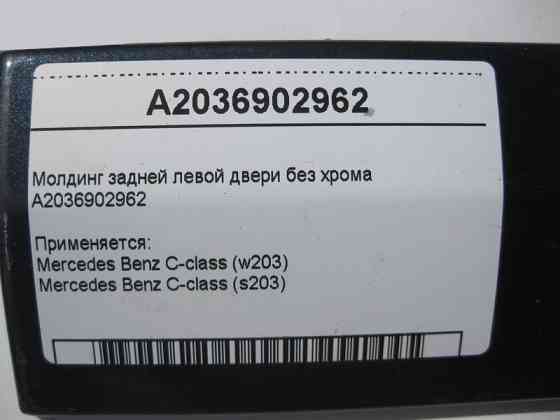 A2036902962
Молдинг задней левой двери без хрома
A2036902962
Применяется:
Mercedes Benz C-class (w203)
Mercedes Benz C-class (s203)